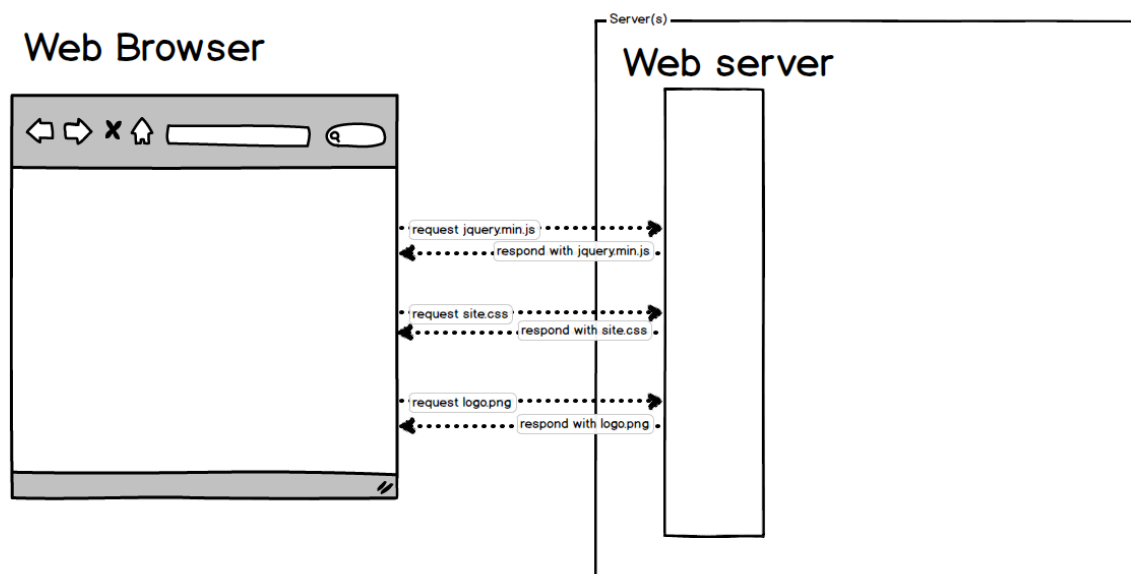 Server(s)
Web Browser
Web server
request jquery.min.js
respond with jquery.min.js
request site.css
respond with site.css
request logo.png
respond with logo.png